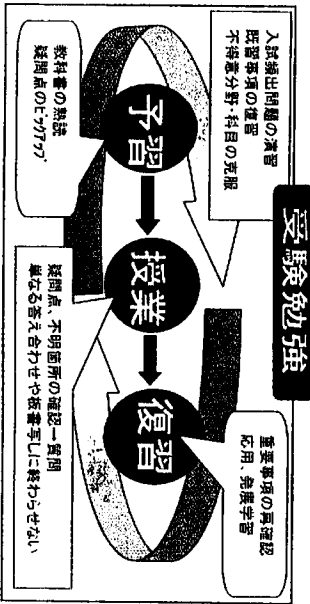 受験勉強
入試頻出問題の演習
既習事項の復習
不得意分野・科目の克服
予習
授業
復習
教科書の熟読
疑問点のピックアップ
疑問点、不明箇所の確認→質問
単なる答え合わせや板書写しに終わらせない
重要事項の再確認
応用、発展学習